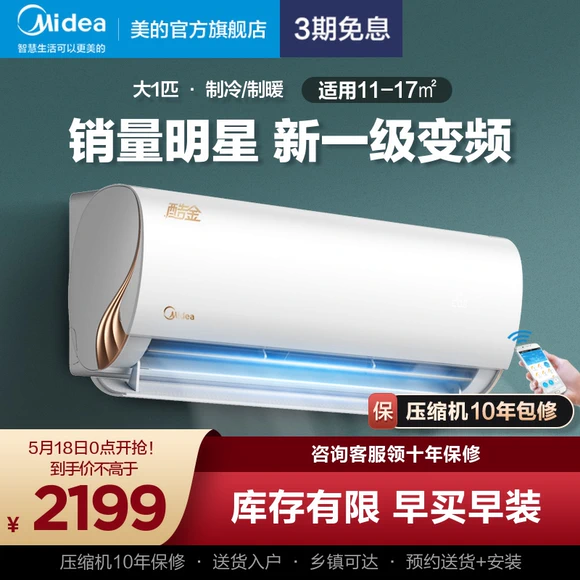 Midea 美的官方旗舰店 3期免息
智慧生活可以更美的
大1匹 · 制冷/制暖 适用11-17㎡
销量明星 新一级变频
酷金
Midea
保 压缩机10年包修
5月18日0点开抢!
到手价不高于
¥2199
咨询客服领十年保修
库存有限 早买早装
压缩机10年保修 · 送货入户 · 乡镇可达 · 预约送货+安装